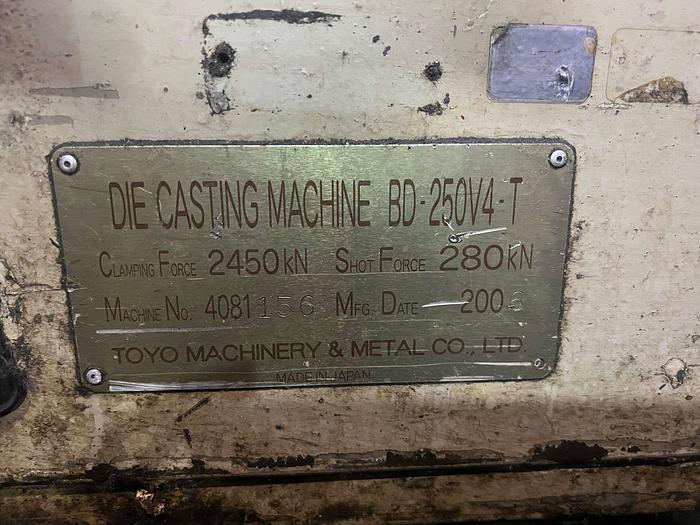 DIE CASTING MACHINE BD-250V4-T
CLAMPING FORCE 2450KN SHOT FORCE 280KN
MACHINE NO. 4081156 MFG. DATE 2006
TOYO MACHINERY & METAL CO., LTD.
MADE IN JAPAN